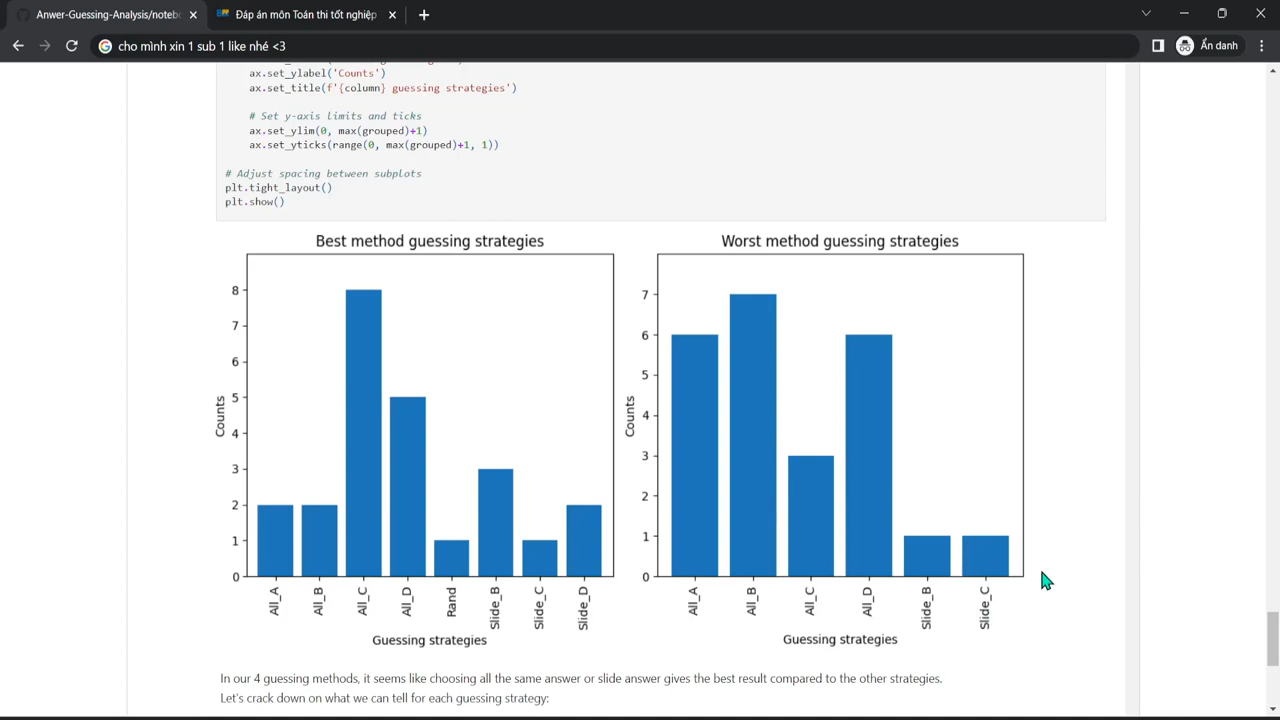 Anwer-Guessing-Analysis/notebo
Đáp án môn Toán thi tốt nghiệp
cho mình xin 1 sub 1 like nhé <3
Ẩn danh
ax.set_ylabel('Counts')
ax.set_title(f'{column} guessing strategies')
# Set y-axis limits and ticks
ax.set_ylim(0, max(grouped)+1)
ax.set_yticks(range(0, max(grouped)+1, 1))
# Adjust spacing between subplots
plt.tight_layout()
plt.show()
Best method guessing strategies
8
7
6
5
4
3
2
1
0
Counts
All_A
All_B
All_C
All_D
Rand
Slide_B
Slide_C
Slide_D
Guessing strategies
Worst method guessing strategies
7
6
5
4
3
2
1
0
Counts
All_A
All_B
All_C
All_D
Slide_B
Slide_C
Guessing strategies
In our 4 guessing methods, it seems like choosing all the same answer or slide answer gives the best result compared to the other strategies.
Let's crack down on what we can tell for each guessing strategy: